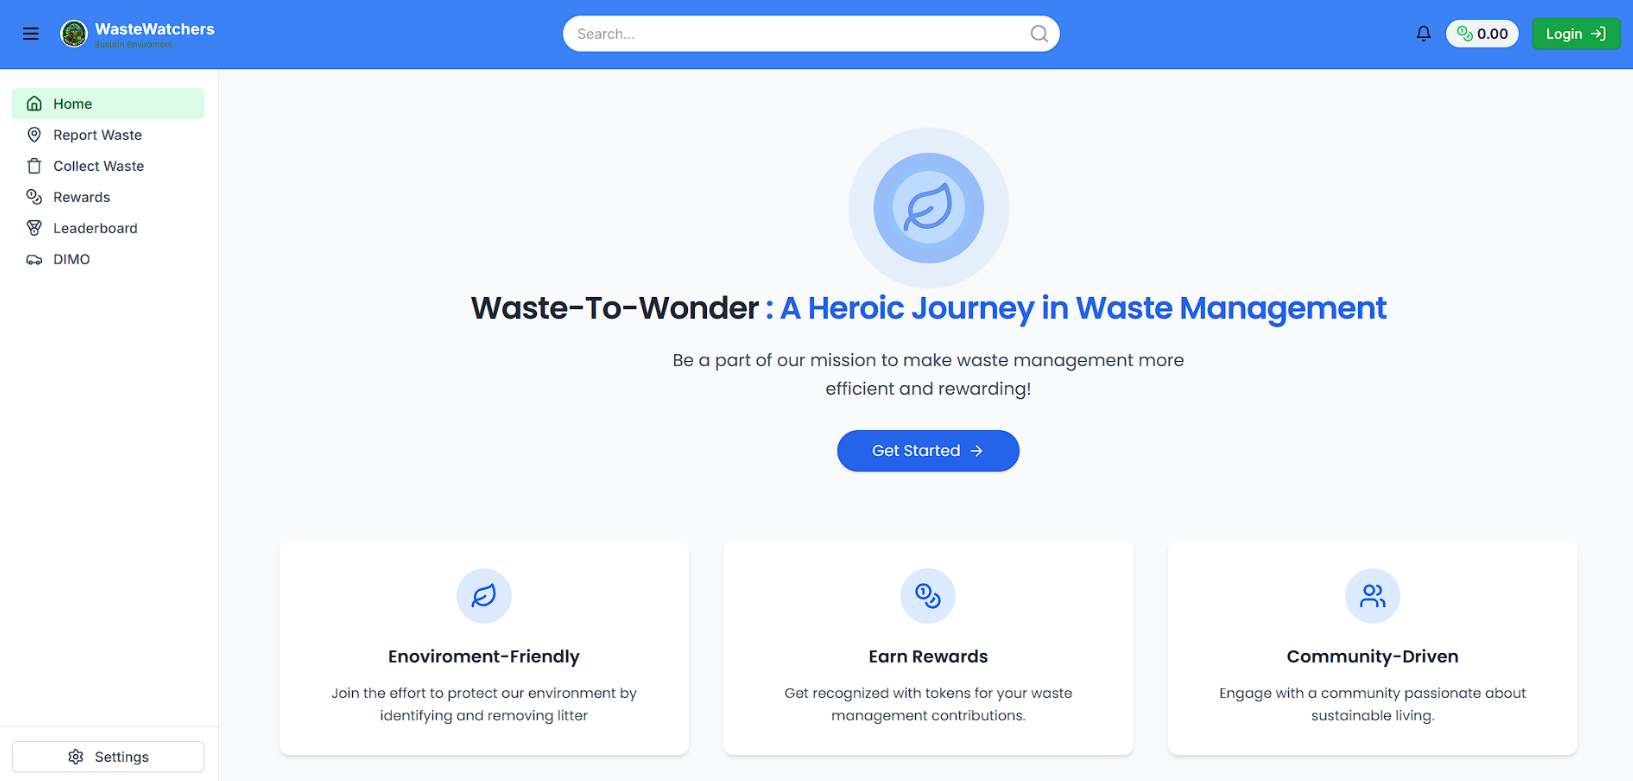 WasteWatchers
Sustain Enviroment
Search...
0.00
Login
Home
Report Waste
Collect Waste
Rewards
Leaderboard
DIMO
Settings
Waste-To-Wonder : A Heroic Journey in Waste Management
Be a part of our mission to make waste management more
efficient and rewarding!
Get Started
Enoviroment-Friendly
Join the effort to protect our environment by
identifying and removing litter
Earn Rewards
Get recognized with tokens for your waste
management contributions.
Community-Driven
Engage with a community passionate about
sustainable living.